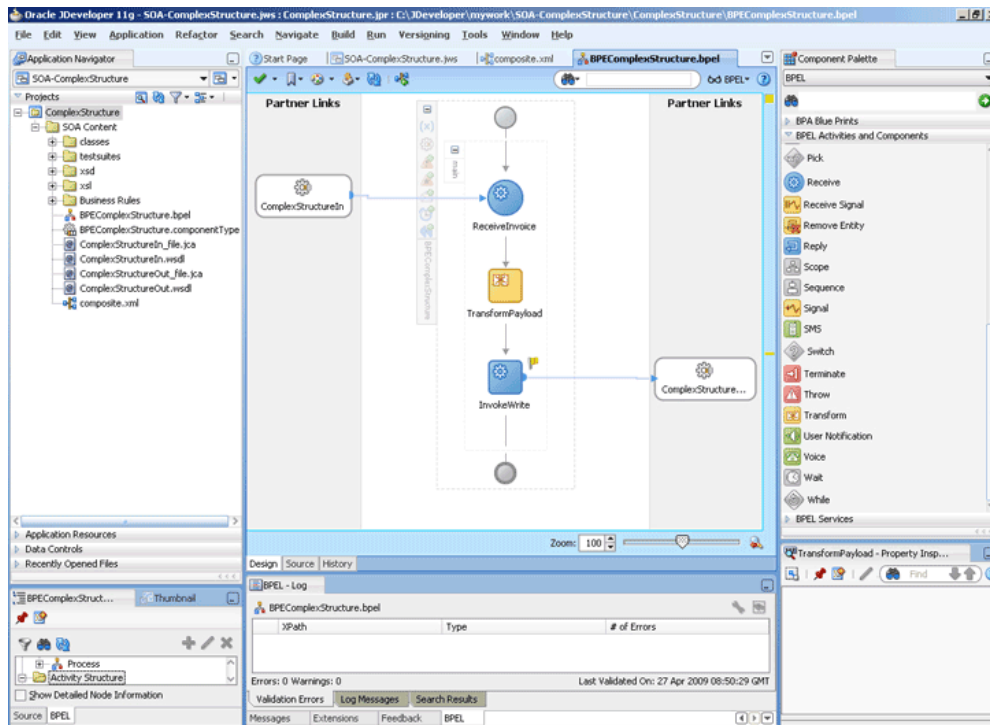 Oracle JDeveloper 11g - SOA-ComplexStructure.jws : ComplexStructure.jpr : C:\JDeveloper\mywork\SOA-ComplexStructure\ComplexStructure\BPEComplexStructure.bpel
File Edit View Application Refactor Search Navigate Build Run Versigning Tools Window Help
Application Navigator
SOA-ComplexStructure
Projects
ComplexStructure
SOA Content
classes
testsuites
xsd
xsl
Business Rules
BPEComplexStructure.bpel
BPEComplexStructure.componentType
ComplexStructureIn_file.jca
ComplexStructureIn.wsdl
ComplexStructureOut_file.jca
ComplexStructureOut.wsdl
composite.xml
Application Resources
Data Controls
Recently Opened Files
BPEComplexStruct... Thumbnail
Process
Activity Structure
Show Detailed Node Information
Source BPEL
Start Page SOA-ComplexStructure.jws composite.xml BPEComplexStructure.bpel
BPEL
Partner Links
Partner Links
main
BPEComplexStructure
ComplexStructureIn
ReceiveInvoice
TransformPayload
InvokeWrite
ComplexStructure...
Zoom: 100
Design Source History
BPEL - Log
BPEComplexStructure.bpel
XPath Type # of Errors
Errors: 0 Warnings: 0 Last Validated On: 27 Apr 2009 08:50:29 GMT
Validation Errors Log Messages Search Results
Messages Extensions Feedback BPEL
Component Palette
BPEL
BPA Blue Prints
BPEL Activities and Components
Pick
Receive
Receive Signal
Remove Entity
Reply
Scope
Sequence
Signal
SMS
Switch
Terminate
Throw
Transform
User Notification
Voice
Wait
While
BPEL Services
TransformPayload - Property Insp...
Find